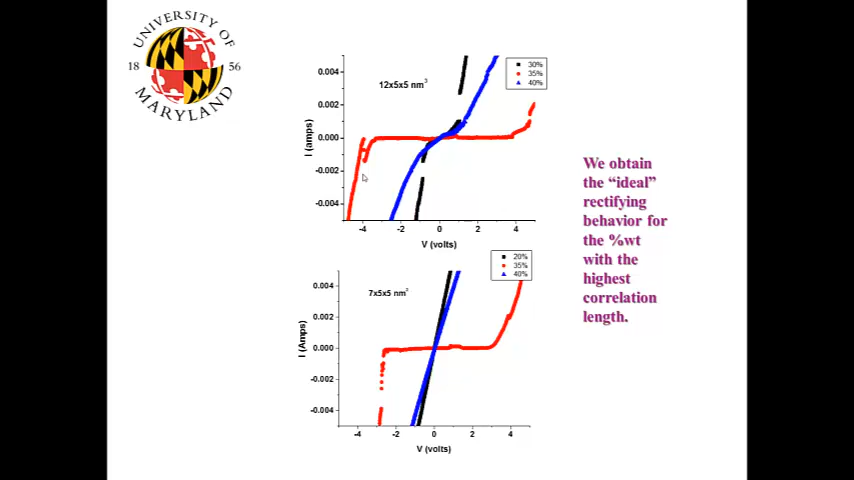 UNIVERSITY OF
18 56
MARYLAND
0.004
0.002
0.000
-0.002
-0.004
I (amps)
12x5x5 nm3
30%
35%
40%
-4 -2 0 2 4
V (volts)
0.004
0.002
0.000
-0.002
-0.004
I (Amps)
7x5x5 nm3
20%
35%
40%
-4 -2 0 2 4
V (volts)
We obtain
the “ideal”
rectifying
behavior for
the %wt
with the
highest
correlation
length.